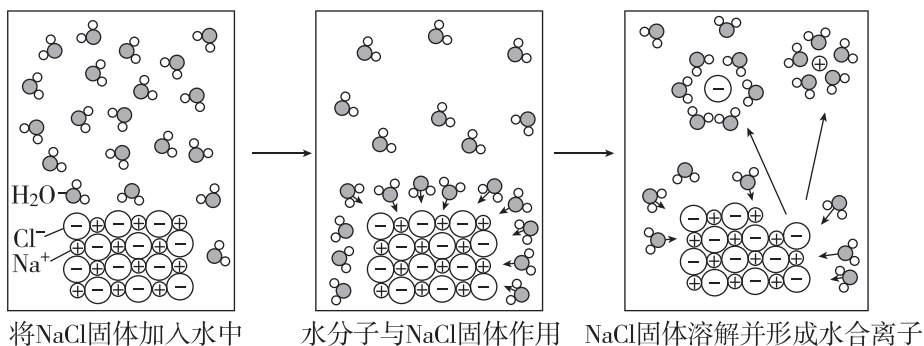 H₂O
Cl⁻
Na⁺
将NaCl固体加入水中
水分子与NaCl固体作用
NaCl固体溶解并形成水合离子